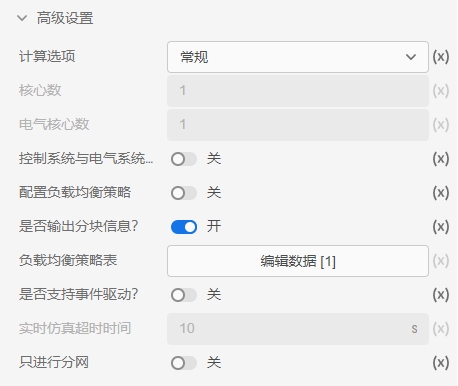 高级设置
计算选项 常规 (x)
核心数 1 (x)
电气核心数 1 (x)
控制系统与电气系统... 关 (x)
配置负载均衡策略 关 (x)
是否输出分块信息? 开 (x)
负载均衡策略表 编辑数据 [1] (x)
是否支持事件驱动? 关 (x)
实时仿真超时时间 10 s (x)
只进行分网 关 (x)